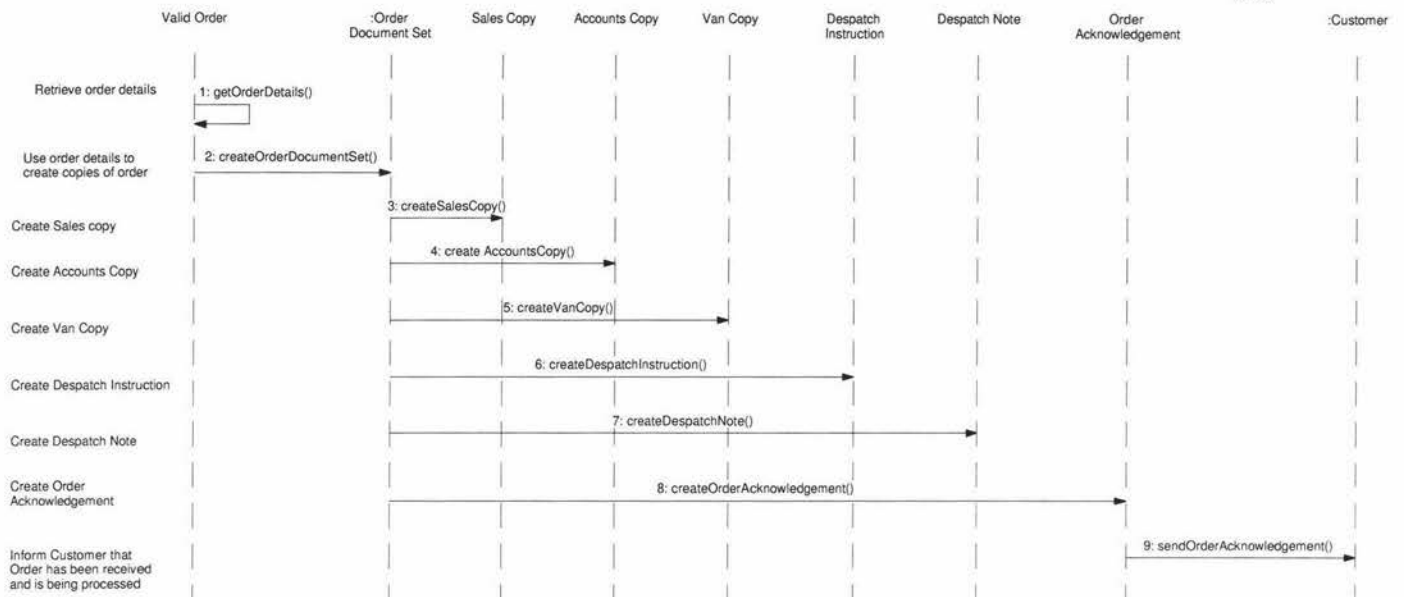 Valid Order
:Order
Document Set
Sales Copy
Accounts Copy
Van Copy
Despatch
Instruction
Despatch Note
Order
Acknowledgement
:Customer
Retrieve order details
1: getOrderDetails()
Use order details to
create copies of order
2: createOrderDocumentSet()
3: createSalesCopy()
Create Sales copy
4: create AccountsCopy()
Create Accounts Copy
5: createVanCopy()
Create Van Copy
6: createDespatchInstruction()
Create Despatch Instruction
7: createDespatchNote()
Create Despatch Note
Create Order
Acknowledgement
8: createOrderAcknowledgement()
9: sendOrderAcknowledgement()
Inform Customer that
Order has been received
and is being processed